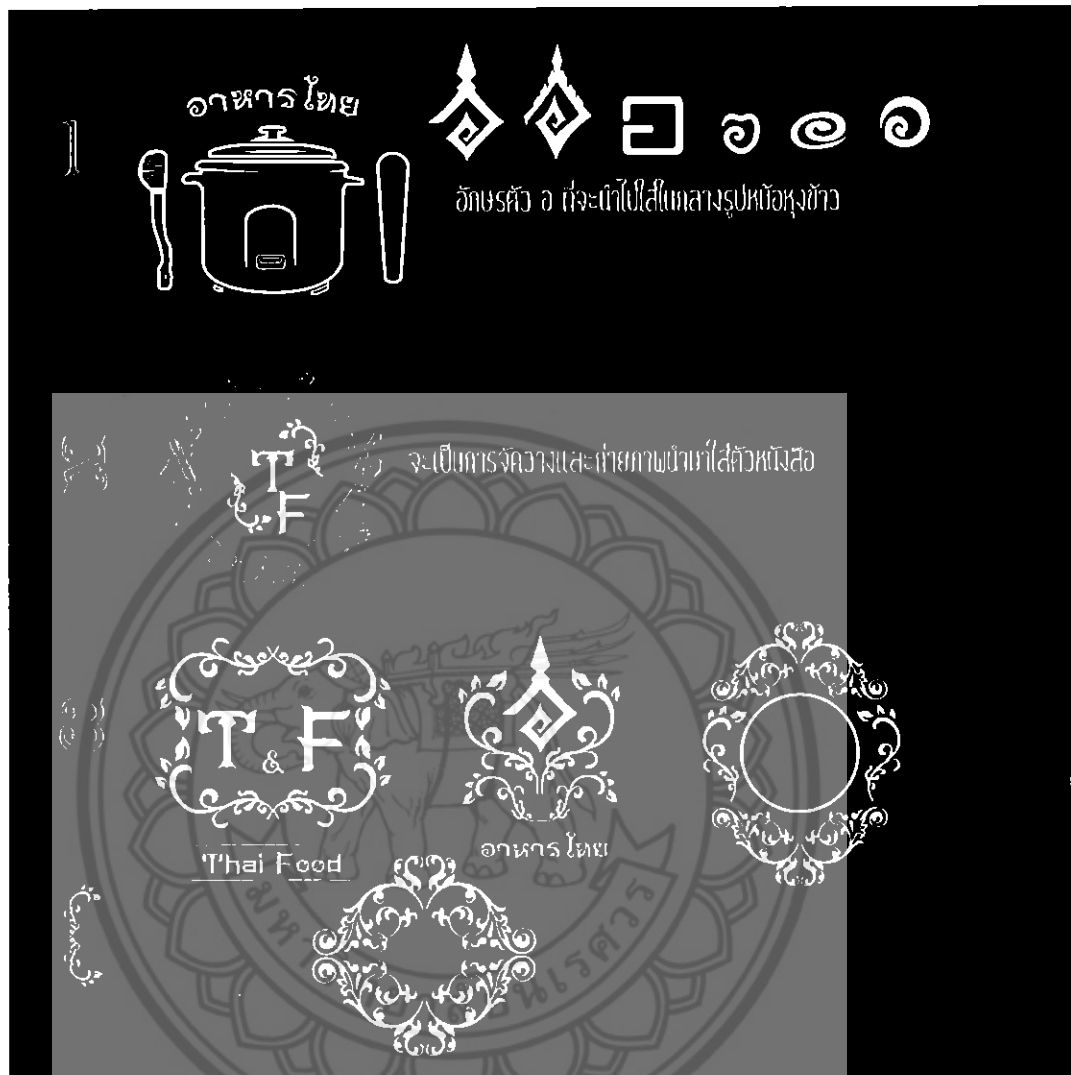 อาหารไทย
อักษรตัว อ ที่จะนำไปใส่ในกลางรูปหม้อหุงข้าว
จะเป็นการจัดวางและถ่ายภาพนำมาใส่ตัวหนังสือ
T
F
T & F
Thai Food
อาหารไทย